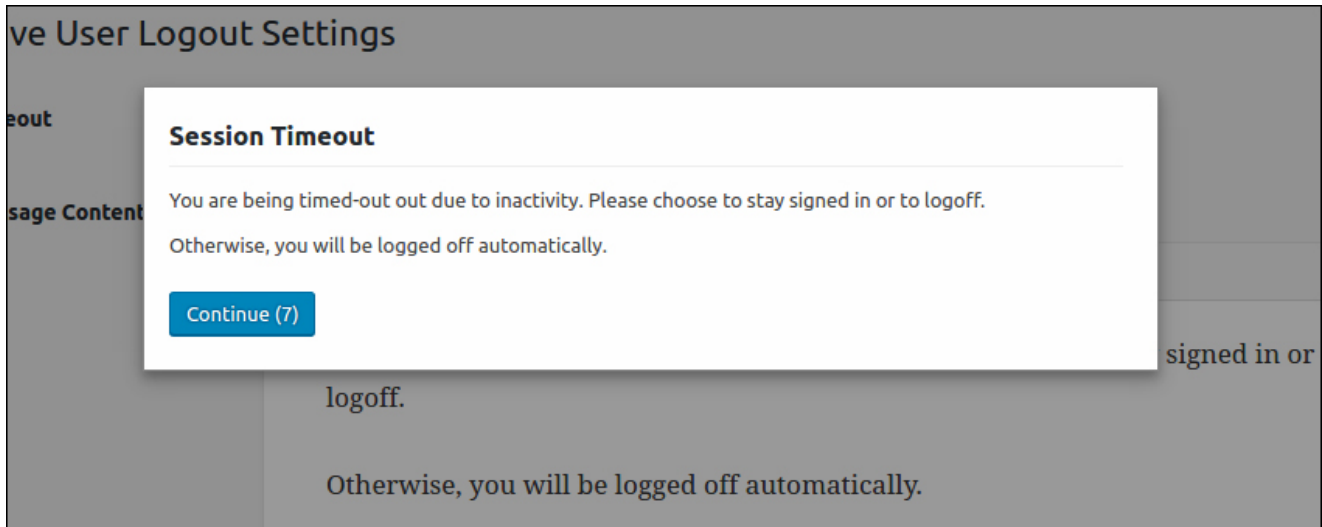 ve User Logout Settings
eout
Session Timeout
You are being timed-out out due to inactivity. Please choose to stay signed in or to logoff.
sage Content
Otherwise, you will be logged off automatically.
Continue (7)
signed in or
logoff.
Otherwise, you will be logged off automatically.